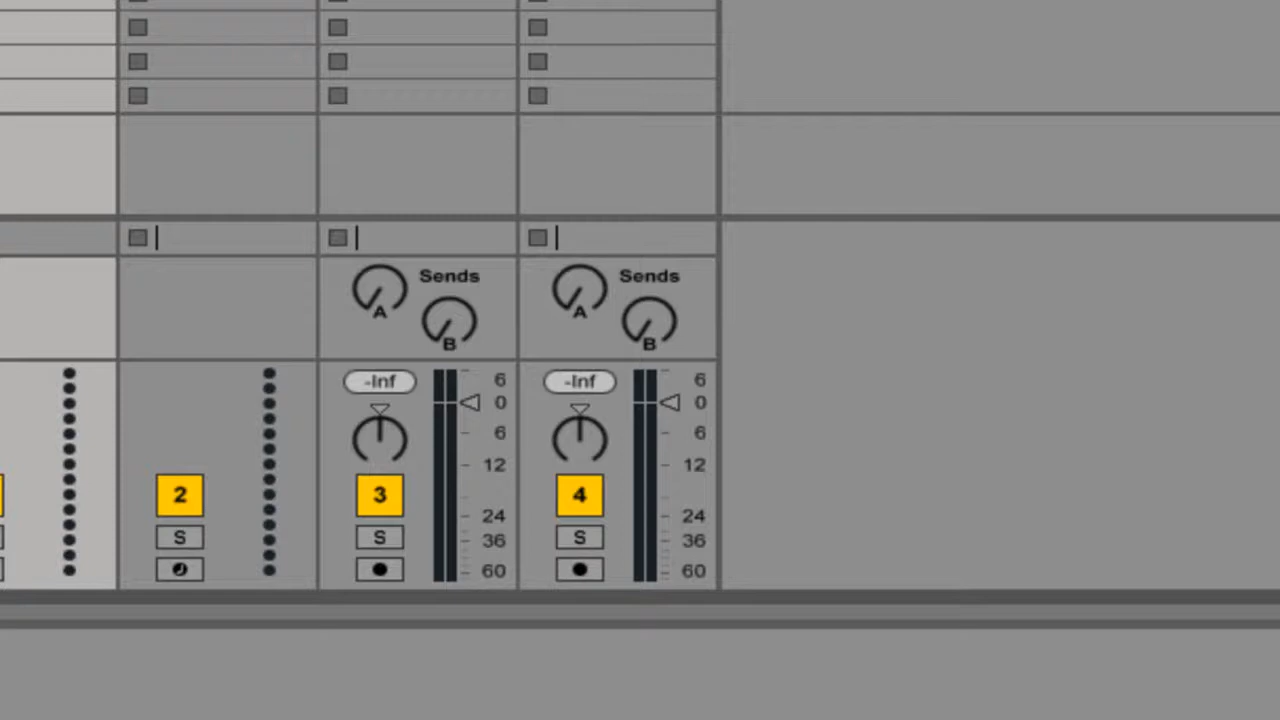 Sends Sends
A A
B B
-Inf 6 -Inf 6
0 0
6 6
12 12
2 3 4
24 24
S S 36 S 36
60 60